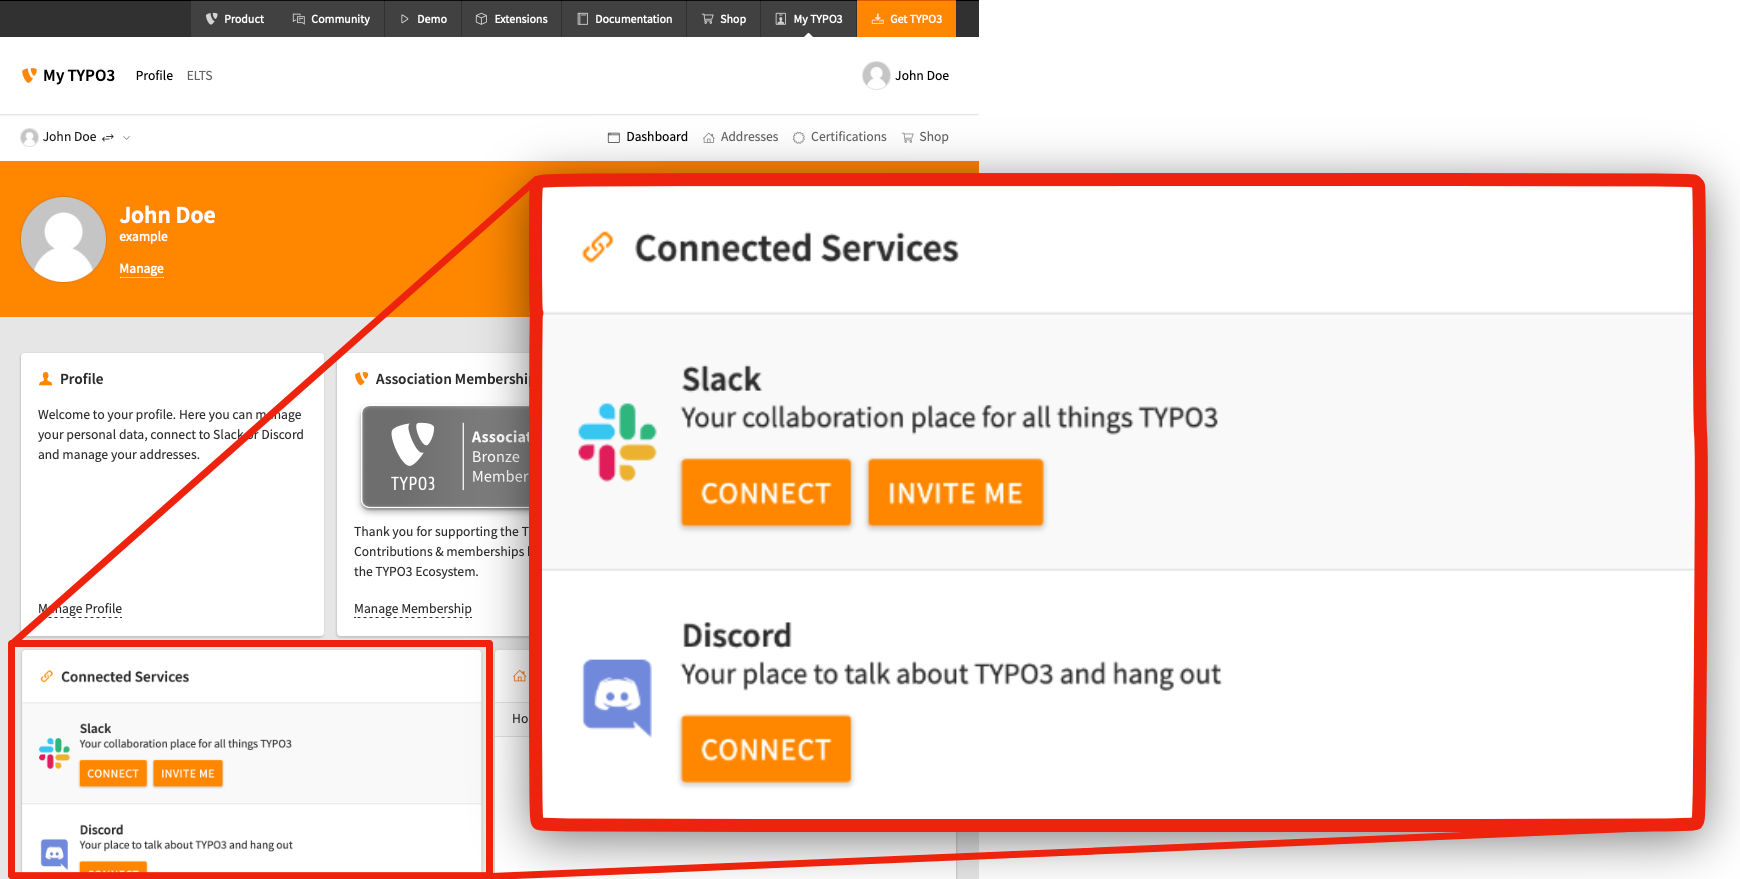 Product Community Demo Extensions Documentation Shop My TYPO3 Get TYPO3
My TYPO3 Profile ELTS John Doe
John Doe Dashboard Addresses Certifications Shop
John Doe
example
Manage
Profile
Welcome to your profile. Here you can manage
your personal data, connect to Slack or Discord
and manage your addresses.
Manage Profile
Association
TYPO3
Bronze
Member
Thank you for supporting the
Contributions & memberships
the TYPO3 Ecosystem.
Manage Membership
Connected Services
Slack
Your collaboration place for all things TYPO3
CONNECT INVITE ME
Discord
Your place to talk about TYPO3 and hang out
CONNECT
Connected Services
Slack
Your collaboration place for all things TYPO3
CONNECT INVITE ME
Discord
Your place to talk about TYPO3 and hang out
CONNECT